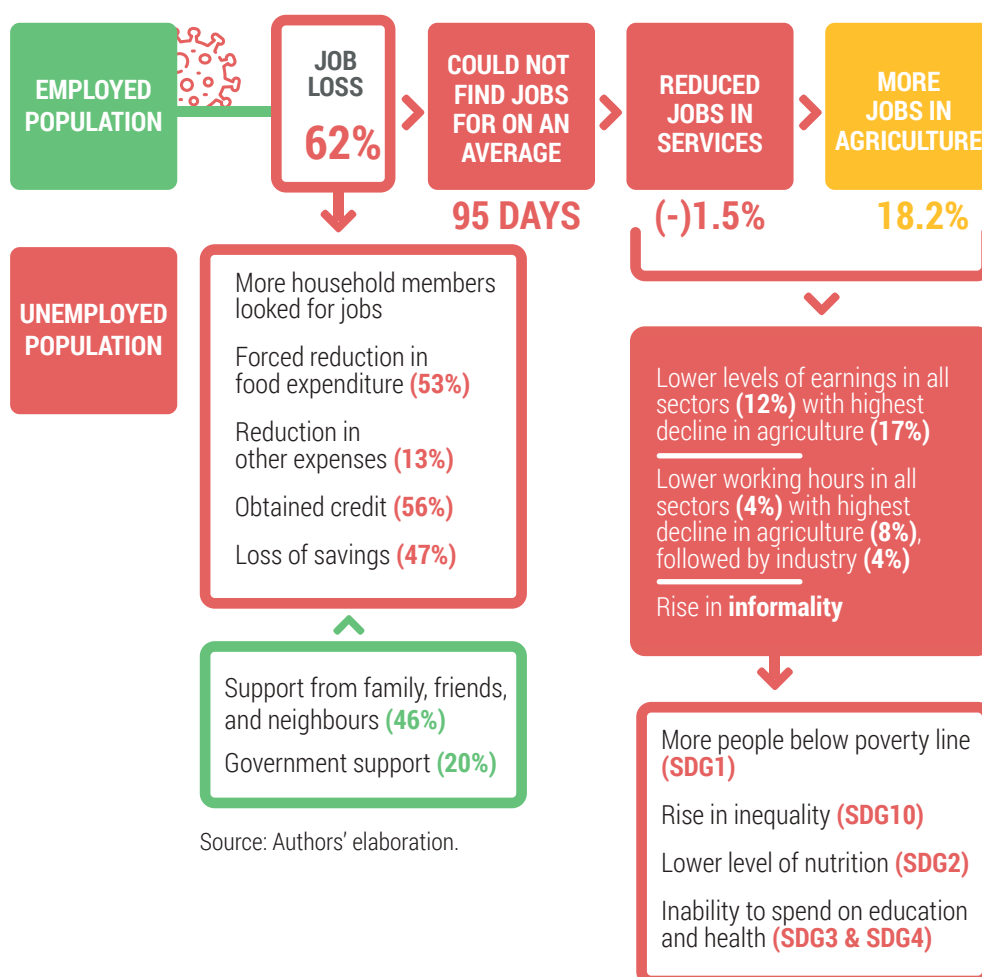 EMPLOYED
POPULATION
JOB
LOSS
62%
COULD NOT
FIND JOBS
FOR ON AN
AVERAGE
95 DAYS
REDUCED
JOBS IN
SERVICES
(-)1.5%
MORE
JOBS IN
AGRICULTURE
18.2%
UNEMPLOYED
POPULATION
More household members
looked for jobs
Forced reduction in
food expenditure (53%)
Reduction in
other expenses (13%)
Obtained credit (56%)
Loss of savings (47%)
Support from family, friends,
and neighbours (46%)
Government support (20%)
Lower levels of earnings in all
sectors (12%) with highest
decline in agriculture (17%)
Lower working hours in all
sectors (4%) with highest
decline in agriculture (8%),
followed by industry (4%)
Rise in informality
More people below poverty line
(SDG1)
Rise in inequality (SDG10)
Lower level of nutrition (SDG2)
Inability to spend on education
and health (SDG3 & SDG4)
Source: Authors' elaboration.